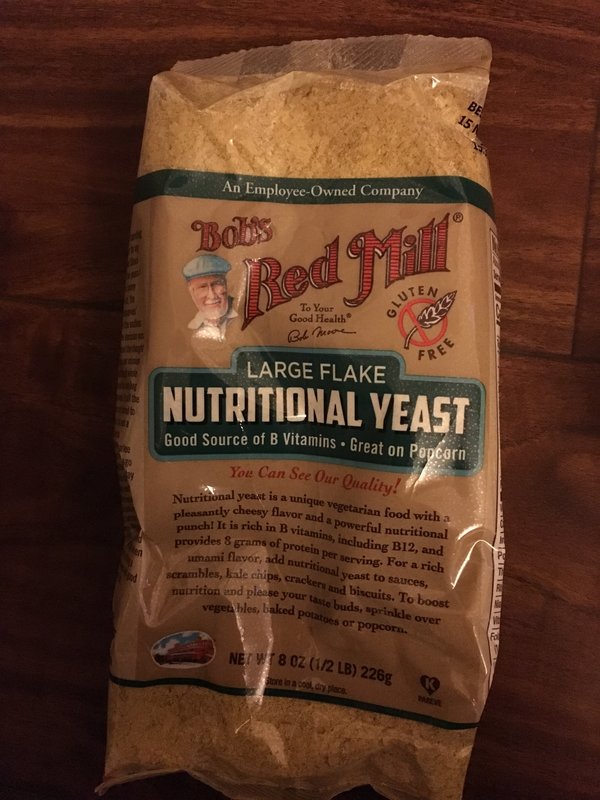 BE
15
An Employee-Owned Company
Bob's
Red Mill®
To Your
Good Health®
Bob Moore
GLUTEN
FREE
LARGE FLAKE
NUTRITIONAL YEAST
Good Source of B Vitamins • Great on Popcorn
You Can See Our Quality!
Nutritional yeast is a unique vegetarian food with a
pleasantly cheesy flavor and a powerful nutritional
punch! It is rich in B vitamins, including B12, and
provides 8 grams of protein per serving. For a rich
umami flavor, add nutritional yeast to sauces,
scrambles, kale chips, crackers and biscuits. To boost
nutrition and please your taste buds, sprinkle over
vegetables, baked potatoes or popcorn.
NET WT 8 OZ (1/2 LB) 226g
Store in a cool, dry place.
K
PAREVE